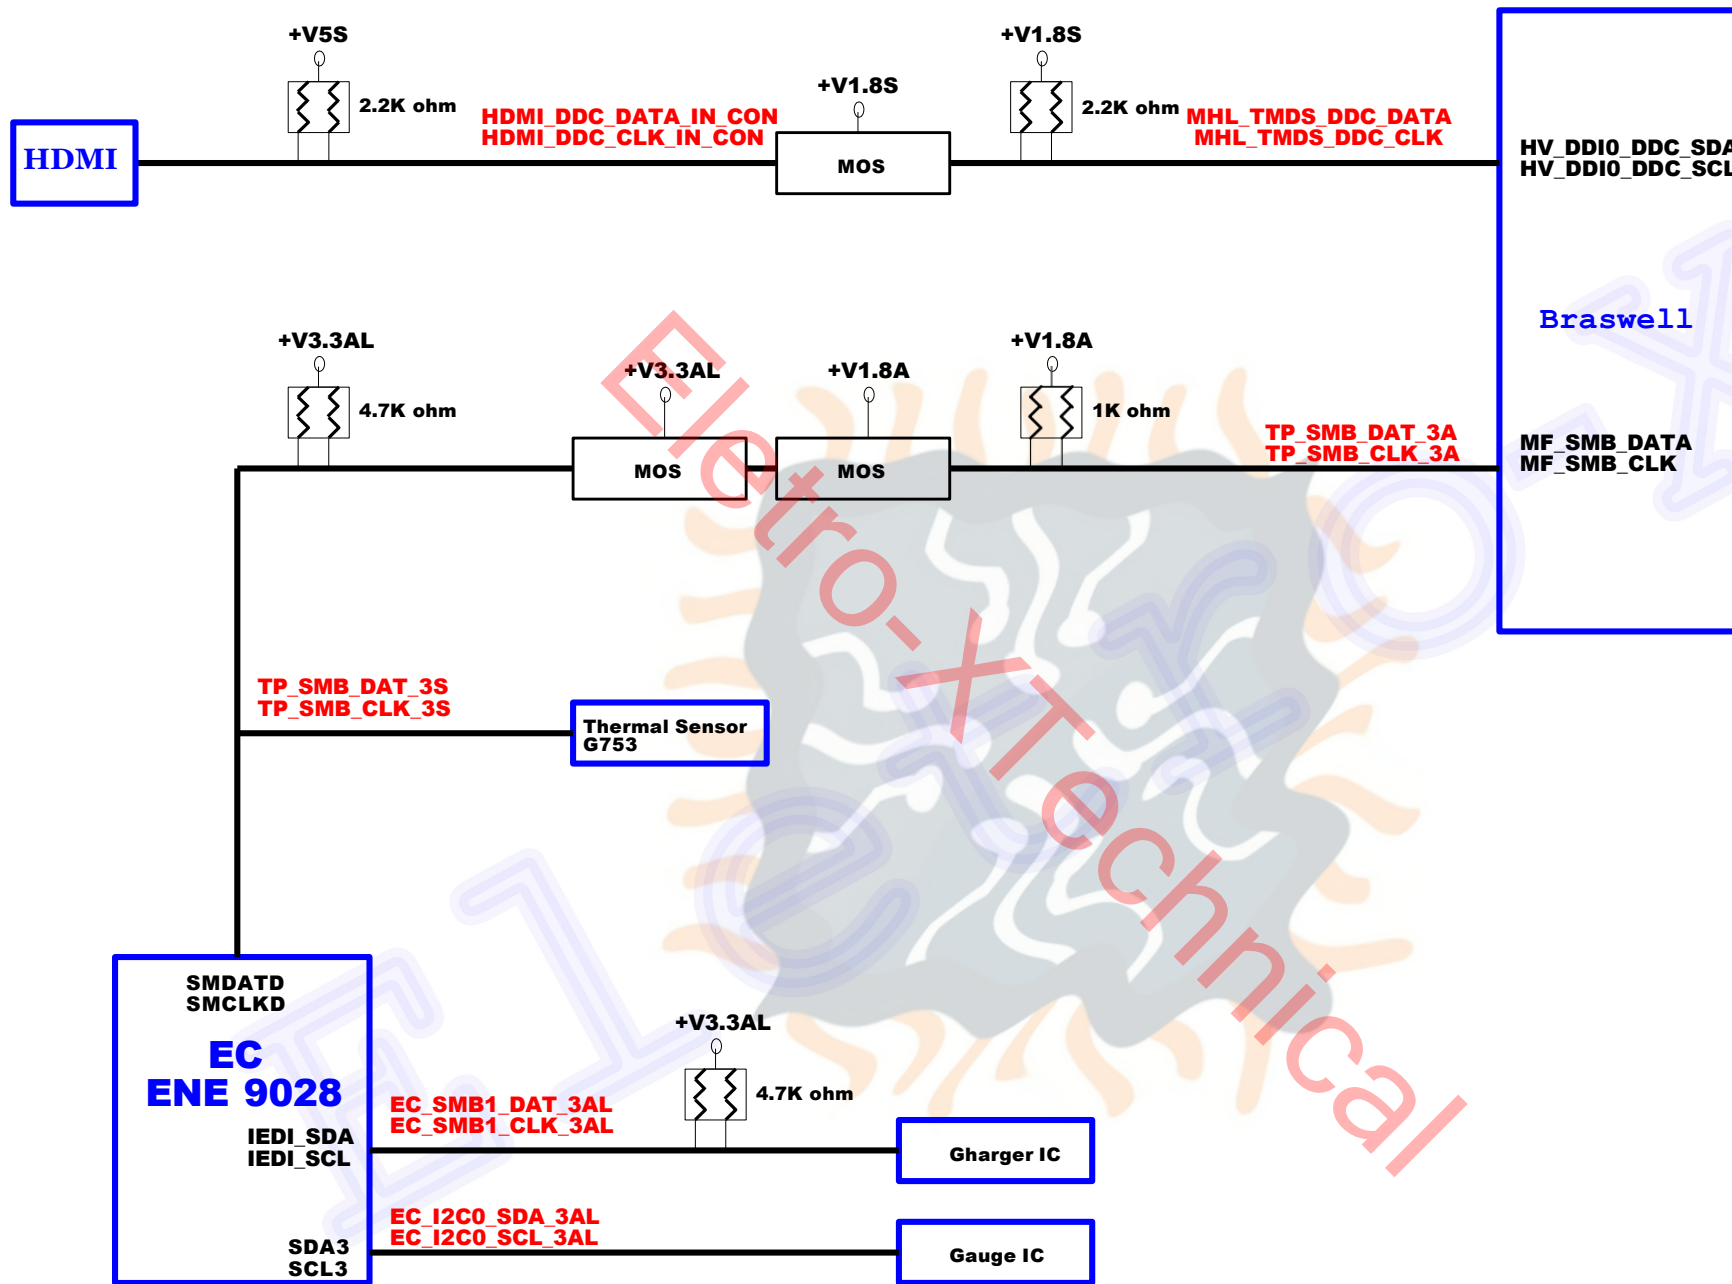 +V5S
2.2K ohm
HDMI
HDMI_DDC_DATA_IN_CON
HDMI_DDC_CLK_IN_CON
+V1.8S
MOS
+V1.8S
2.2K ohm
MHL_TMDS_DDC_DATA
MHL_TMDS_DDC_CLK
HV_DDI0_DDC_SDA
HV_DDI0_DDC_SCL
Braswell
+V3.3AL
4.7K ohm
+V3.3AL
MOS
+V1.8A
MOS
+V1.8A
1K ohm
TP_SMB_DAT_3A
TP_SMB_CLK_3A
MF_SMB_DATA
MF_SMB_CLK
TP_SMB_DAT_3S
TP_SMB_CLK_3S
Thermal Sensor
G753
SMDATD
SMCLKD
EC
ENE 9028
IEDI_SDA
IEDI_SCL
EC_SMB1_DAT_3AL
EC_SMB1_CLK_3AL
+V3.3AL
4.7K ohm
Gharger IC
SDA3
SCL3
EC_I2C0_SDA_3AL
EC_I2C0_SCL_3AL
Gauge IC
Eletro-XTechnical
Eletro-X